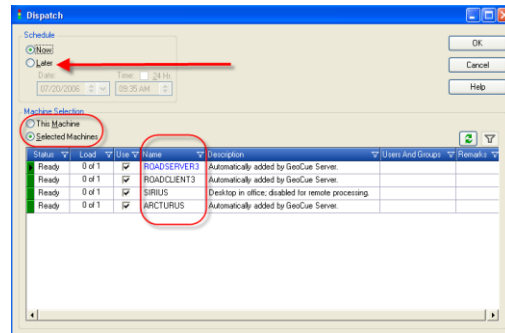 Dispatch
Schedule
Now
Later
Date: Time: 24 Hr.
07/20/2006 09:35 AM
OK
Cancel
Help
Machine Selection
This Machine
Selected Machines
Status Load Use Name Description Users And Groups Remarks
Ready 0 of 1 ROADSERVER3 Automatically added by GeoCue Server.
Ready 0 of 1 ROADCLIENT3 Automatically added by GeoCue Server.
Ready 0 of 1 SIRIUS Desktop in office; disabled for remote processing.
Ready 0 of 1 ARCTURUS Automatically added by GeoCue Server.